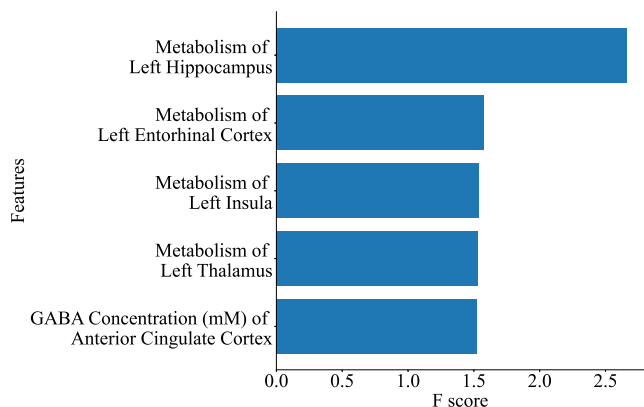 Metabolism of
Left Hippocampus
Metabolism of
Left Entorhinal Cortex
Metabolism of
Left Insula
Metabolism of
Left Thalamus
GABA Concentration (mM) of
Anterior Cingulate Cortex
Features
0.0 0.5 1.0 1.5 2.0 2.5
F score